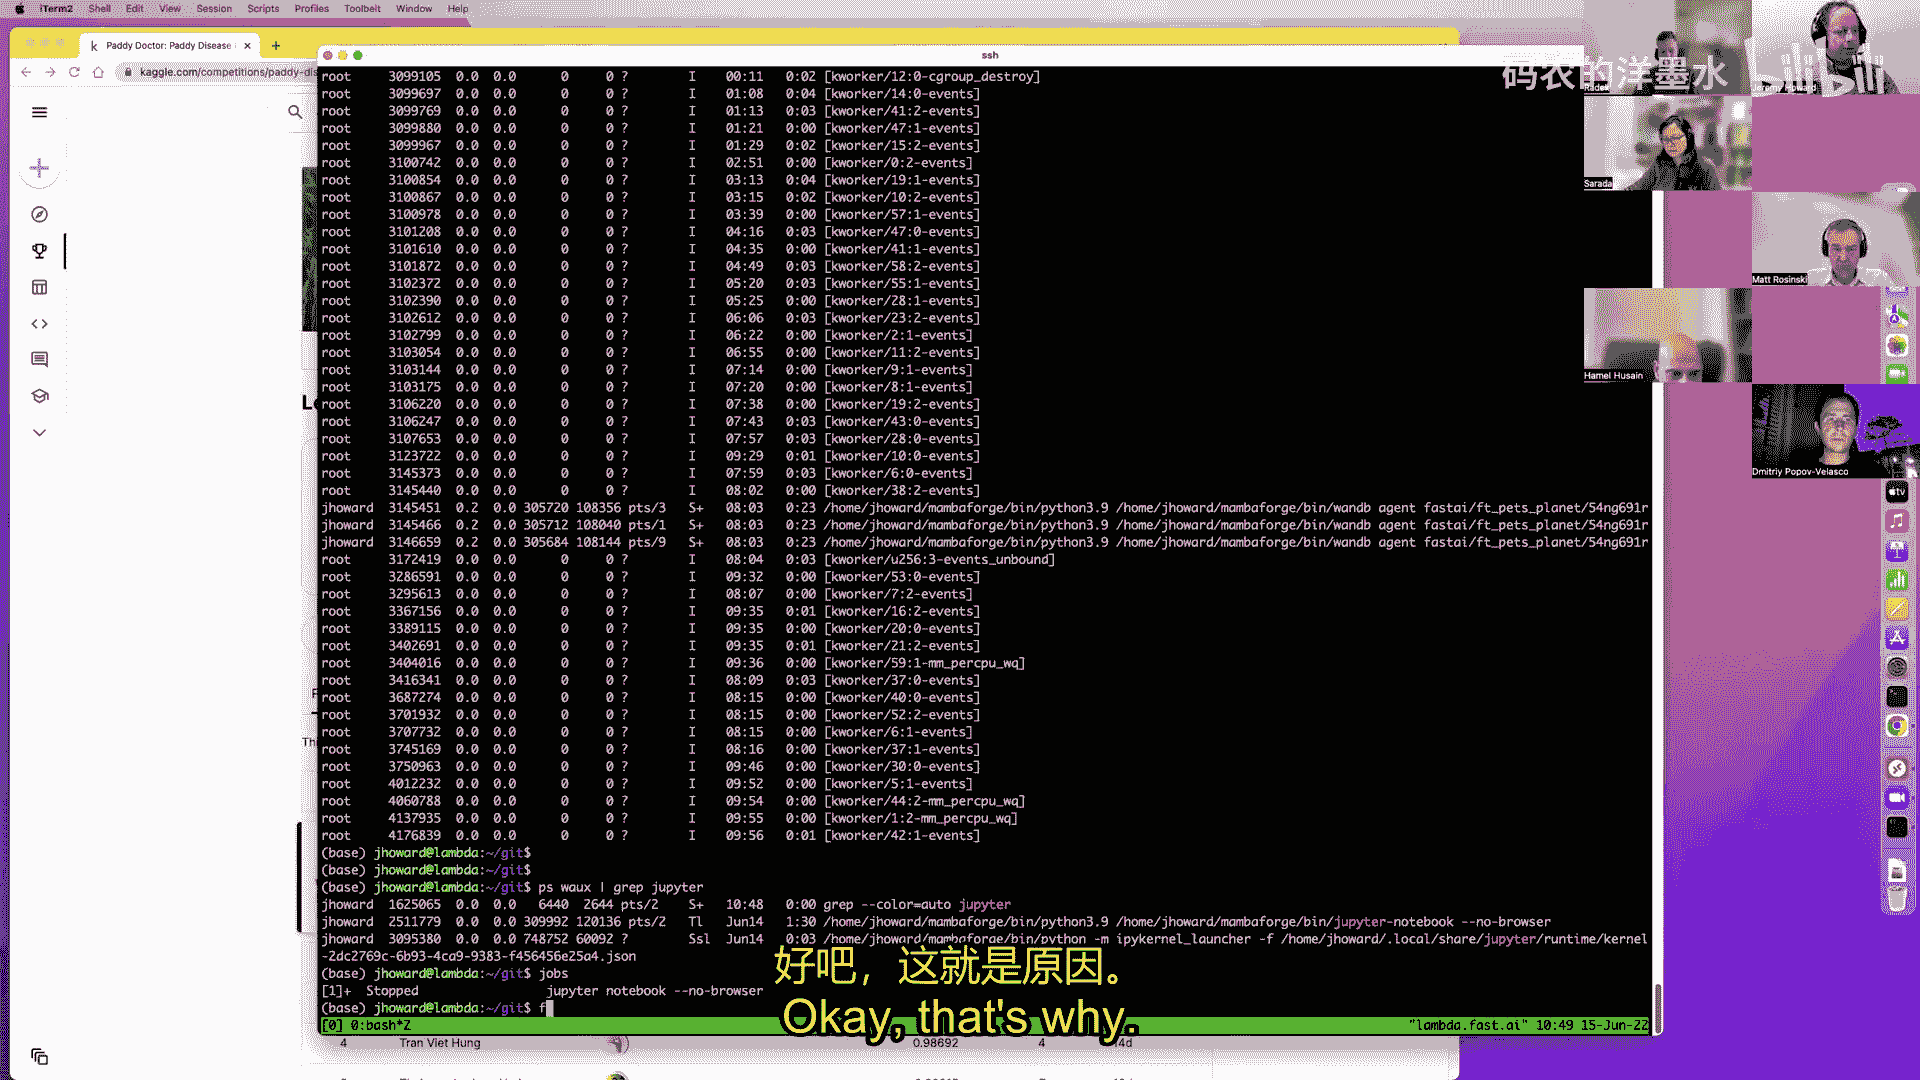 iTerm2 Shell Edit View Session Scripts Profiles Toolbelt Window Help
Paddy Doctor: Paddy Disease
kaggle.com/competitions/paddy-dis
ssh
root 3099105 0.0 0.0 0 0 ? I 00:11 0:02 [kworker/12:0-cgroup_destroy]
root 3099697 0.0 0.0 0 0 ? I 01:08 0:04 [kworker/14:0-events]
root 3099769 0.0 0.0 0 0 ? I 01:13 0:03 [kworker/41:2-events]
root 3099880 0.0 0.0 0 0 ? I 01:21 0:00 [kworker/47:1-events]
root 3099967 0.0 0.0 0 0 ? I 01:29 0:02 [kworker/15:2-events]
root 3100742 0.0 0.0 0 0 ? I 02:51 0:00 [kworker/0:2-events]
root 3100854 0.0 0.0 0 0 ? I 03:13 0:04 [kworker/19:1-events]
root 3100867 0.0 0.0 0 0 ? I 03:15 0:02 [kworker/10:2-events]
root 3100978 0.0 0.0 0 0 ? I 03:39 0:00 [kworker/57:1-events]
root 3101208 0.0 0.0 0 0 ? I 04:16 0:03 [kworker/47:0-events]
root 3101610 0.0 0.0 0 0 ? I 04:35 0:00 [kworker/41:1-events]
root 3101872 0.0 0.0 0 0 ? I 04:49 0:03 [kworker/58:2-events]
root 3102372 0.0 0.0 0 0 ? I 05:20 0:03 [kworker/55:1-events]
root 3102390 0.0 0.0 0 0 ? I 05:25 0:00 [kworker/28:1-events]
root 3102612 0.0 0.0 0 0 ? I 06:06 0:03 [kworker/23:2-events]
root 3102799 0.0 0.0 0 0 ? I 06:22 0:00 [kworker/2:1-events]
root 3103054 0.0 0.0 0 0 ? I 06:55 0:00 [kworker/11:2-events]
root 3103144 0.0 0.0 0 0 ? I 07:14 0:00 [kworker/9:1-events]
root 3103175 0.0 0.0 0 0 ? I 07:20 0:00 [kworker/8:1-events]
root 3106220 0.0 0.0 0 0 ? I 07:38 0:00 [kworker/19:2-events]
root 3106247 0.0 0.0 0 0 ? I 07:43 0:03 [kworker/43:0-events]
root 3107653 0.0 0.0 0 0 ? I 07:57 0:03 [kworker/28:0-events]
root 3123722 0.0 0.0 0 0 ? I 09:29 0:01 [kworker/10:0-events]
root 3145373 0.0 0.0 0 0 ? I 07:59 0:03 [kworker/6:0-events]
root 3145440 0.0 0.0 0 0 ? I 08:02 0:00 [kworker/38:2-events]
jhoward 3145451 0.2 0.0 305720 108356 pts/3 S+ 08:03 0:23 /home/jhoward/mambaforge/bin/python3.9 /home/jhoward/mambaforge/bin/wandb agent fastai/ft_pets_planet/54ng691r
jhoward 3145466 0.2 0.0 305712 108040 pts/1 S+ 08:03 0:23 /home/jhoward/mambaforge/bin/python3.9 /home/jhoward/mambaforge/bin/wandb agent fastai/ft_pets_planet/54ng691r
jhoward 3146659 0.2 0.0 305684 108144 pts/9 S+ 08:03 0:23 /home/jhoward/mambaforge/bin/python3.9 /home/jhoward/mambaforge/bin/wandb agent fastai/ft_pets_planet/54ng691r
root 3172419 0.0 0.0 0 0 ? I 08:04 0:03 [kworker/u256:3-events_unbound]
root 3286591 0.0 0.0 0 0 ? I 09:32 0:00 [kworker/53:0-events]
root 3295613 0.0 0.0 0 0 ? I 08:07 0:00 [kworker/7:2-events]
root 3367156 0.0 0.0 0 0 ? I 09:35 0:01 [kworker/16:2-events]
root 3389115 0.0 0.0 0 0 ? I 09:35 0:00 [kworker/20:0-events]
root 3402691 0.0 0.0 0 0 ? I 09:35 0:01 [kworker/21:2-events]
root 3404016 0.0 0.0 0 0 ? I 09:36 0:00 [kworker/59:1-mm_percpu_wq]
root 3416341 0.0 0.0 0 0 ? I 08:09 0:03 [kworker/37:0-events]
root 3687274 0.0 0.0 0 0 ? I 08:15 0:00 [kworker/40:0-events]
root 3701932 0.0 0.0 0 0 ? I 08:15 0:00 [kworker/52:2-events]
root 3707732 0.0 0.0 0 0 ? I 08:15 0:00 [kworker/6:1-events]
root 3745169 0.0 0.0 0 0 ? I 08:16 0:00 [kworker/37:1-events]
root 3750963 0.0 0.0 0 0 ? I 09:46 0:00 [kworker/30:0-events]
root 4012232 0.0 0.0 0 0 ? I 09:52 0:00 [kworker/5:1-events]
root 4060788 0.0 0.0 0 0 ? I 09:54 0:00 [kworker/44:2-mm_percpu_wq]
root 4137935 0.0 0.0 0 0 ? I 09:55 0:00 [kworker/1:2-mm_percpu_wq]
root 4176839 0.0 0.0 0 0 ? I 09:56 0:01 [kworker/42:1-events]
(base) jhoward@lambda:~/git$
(base) jhoward@lambda:~/git$
(base) jhoward@lambda:~/git$ ps waux | grep jupyter
jhoward 1625065 0.0 0.0 6440 2644 pts/2 S+ 10:48 0:00 grep --color=auto jupyter
jhoward 2511779 0.0 0.0 309992 120136 pts/2 Tl Jun14 1:30 /home/jhoward/mambaforge/bin/python3.9 /home/jhoward/mambaforge/bin/jupyter-notebook --no-browser
jhoward 3095380 0.0 0.0 748752 60092 ? Ssl Jun14 0:03 /home/jhoward/mambaforge/bin/python -m ipykernel_launcher -f /home/jhoward/.local/share/jupyter/runtime/kernel
-2dc2769c-6b93-4ca9-9383-f456456e25a4.json
(base) jhoward@lambda:~/git$ jobs
[1]+ Stopped jupyter notebook --no-browser
(base) jhoward@lambda:~/git$ f
[0] 0:bash*Z "lambda.fast.ai" 10:49 15-Jun-22
好吧，这就是原因。
Okay, that's why.
4 Tran Viet Hung 0.98692 4 14d
码农的洋墨水
bilibili
Radek
Jeremy Howard
Sarada
Matt Rosinski
Hamel Husain
Dmitriy Popov-Velasco